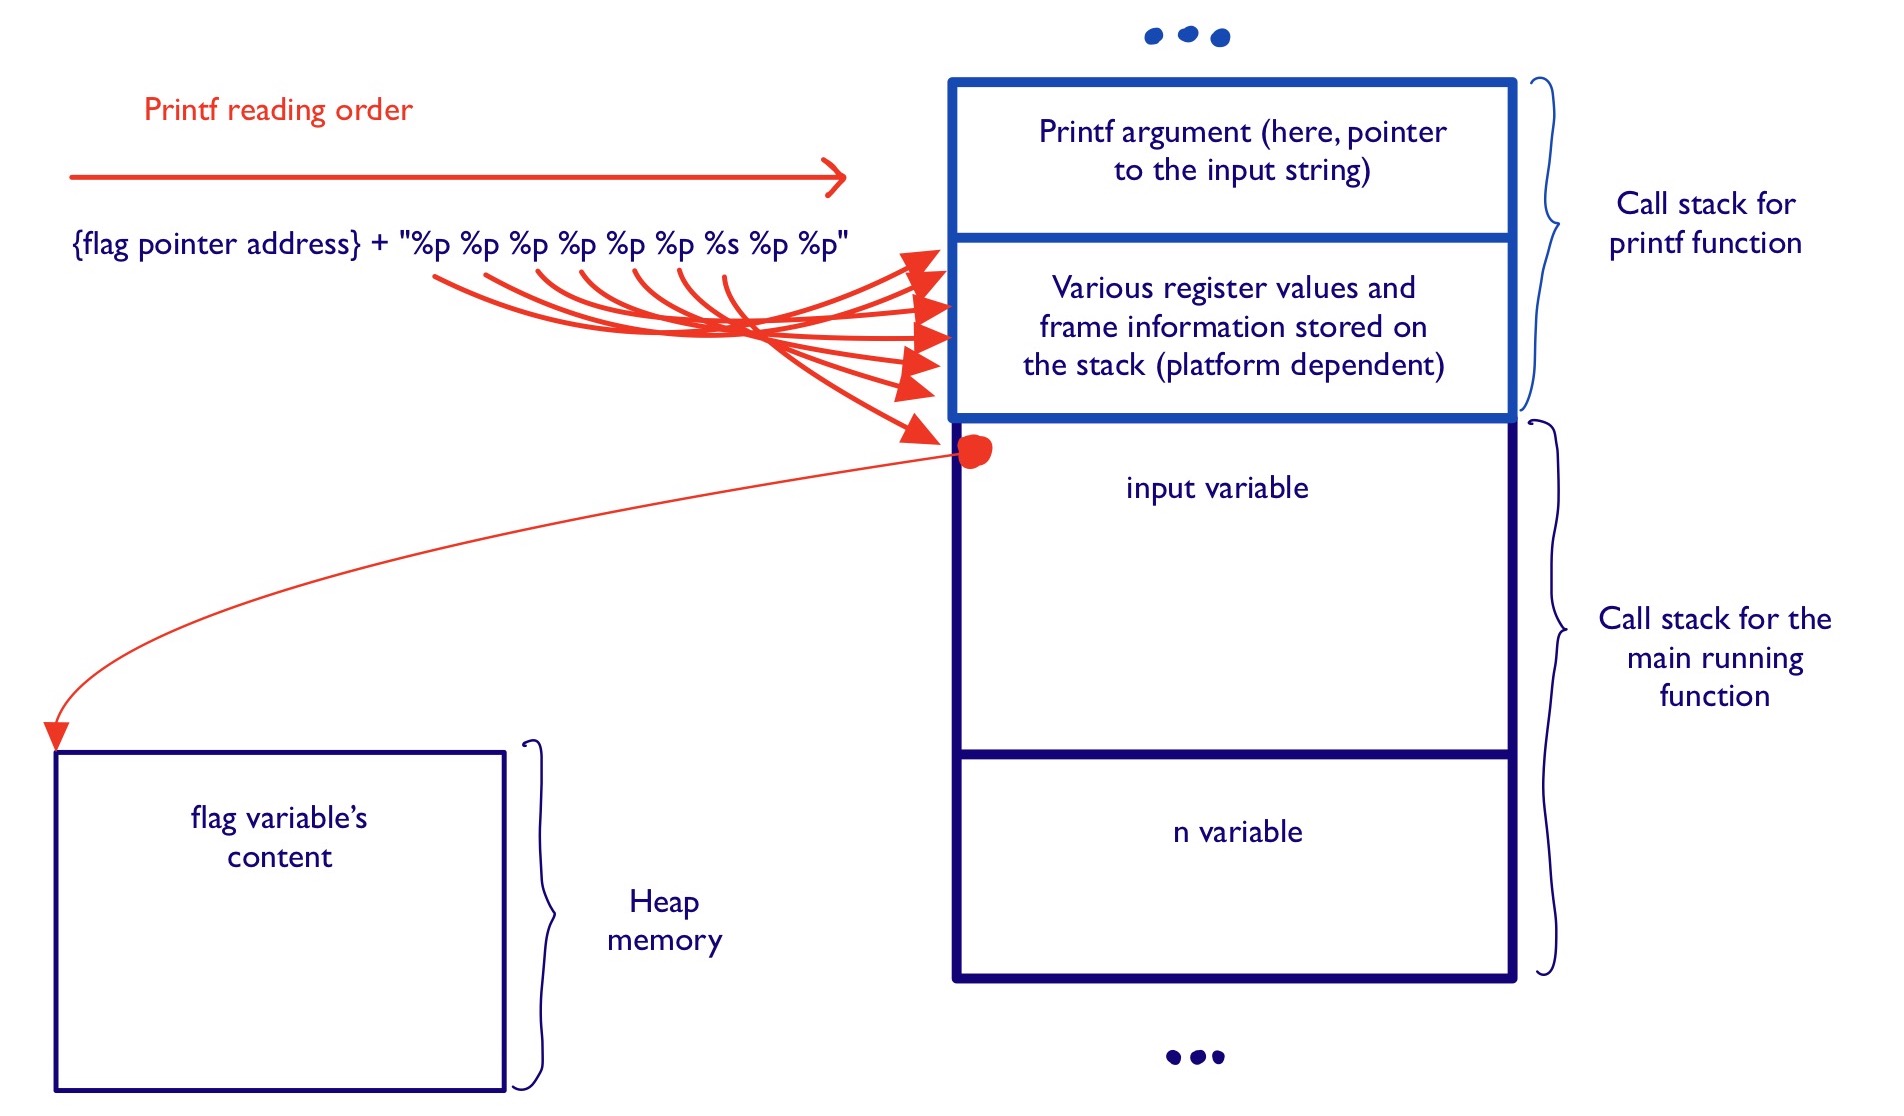 Printf reading order
{flag pointer address} + "%p %p %p %p %p %p %s %p %p"
Printf argument (here, pointer
to the input string)
Various register values and
frame information stored on
the stack (platform dependent)
Call stack for
printf function
input variable
Call stack for the
main running
function
n variable
flag variable’s
content
Heap
memory